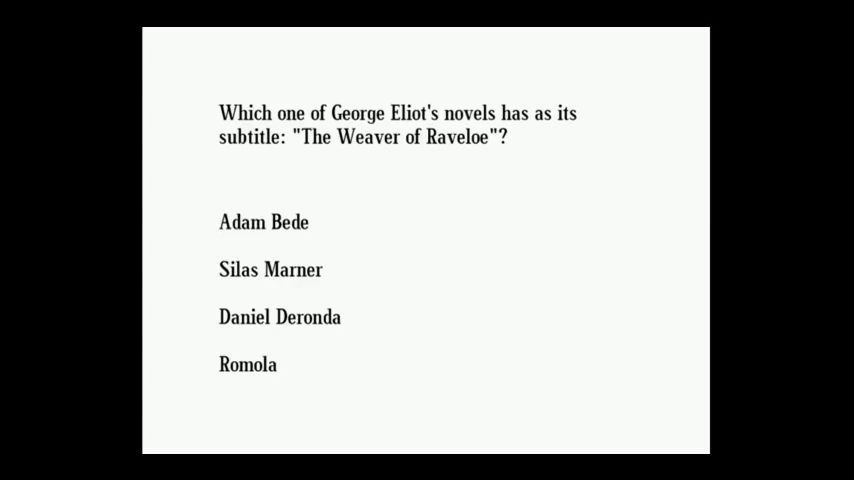 Which one of George Eliot's novels has as its
subtitle: "The Weaver of Raveloe"?
Adam Bede
Silas Marner
Daniel Deronda
Romola